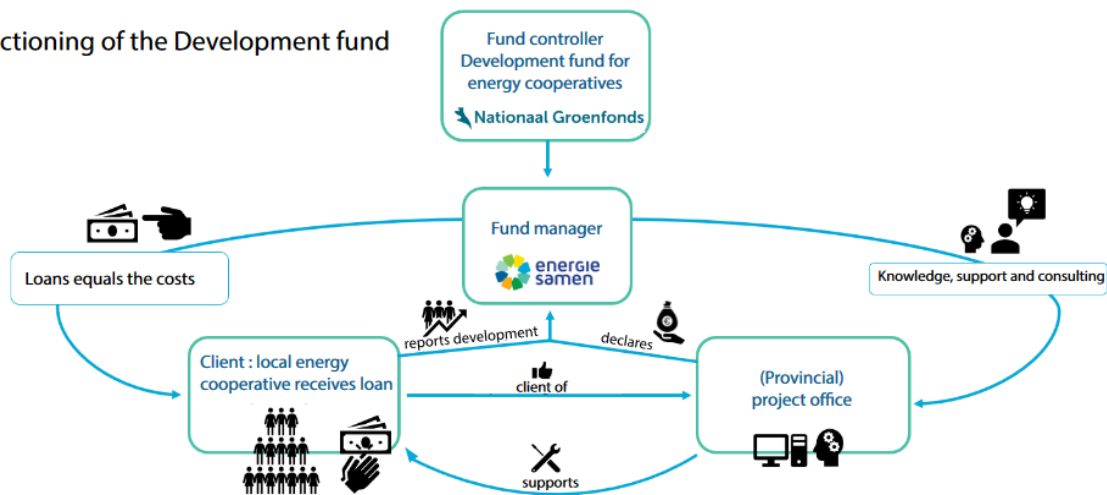 ctioning of the Development fund
Fund controller
Development fund for
energy cooperatives
Nationaal Groenfonds
Fund manager
energie
samen
Loans equals the costs
Knowledge, support and consulting
reports development
declares
Client : local energy
cooperative receives loan
client of
(Provincial)
project office
supports